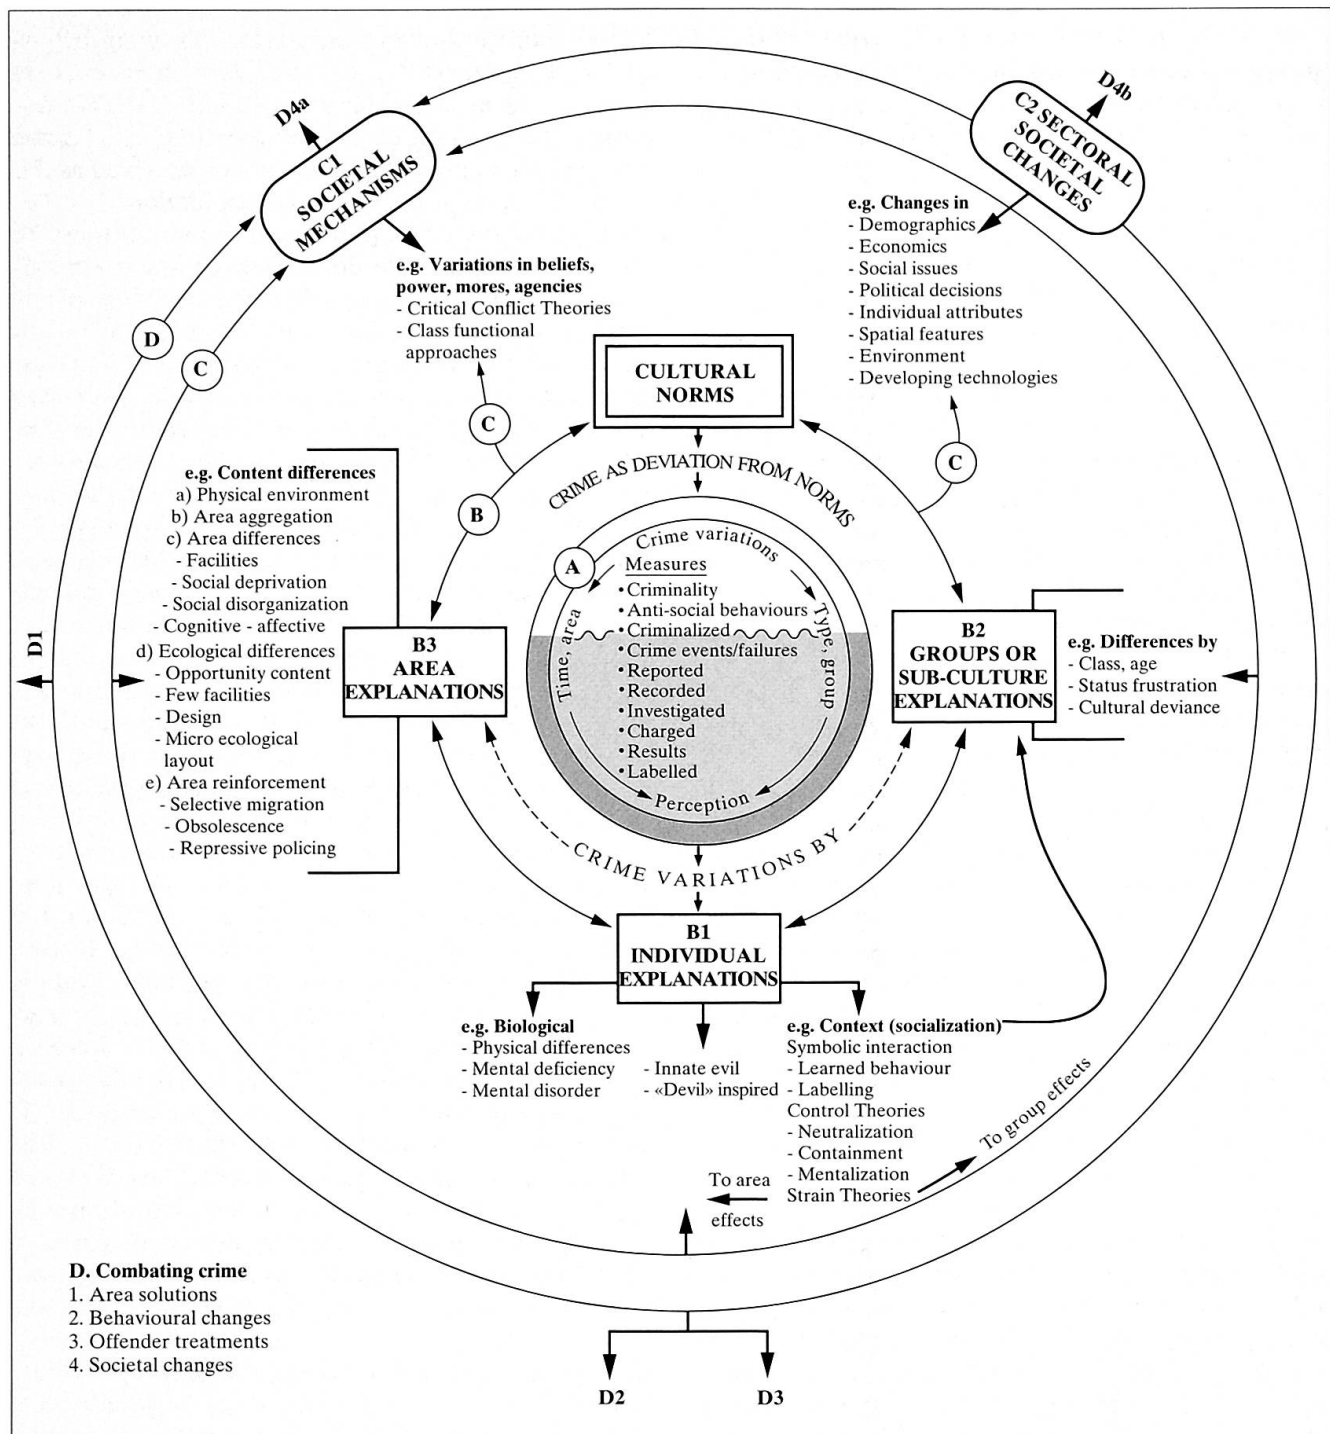 D4a
C1
SOCIETAL
MECHANISMS
D4b
C2 SECTORAL
SOCIETAL
CHANGES
e.g. Changes in
- Demographics
- Economics
- Social issues
- Political decisions
- Individual attributes
- Spatial features
- Environment
- Developing technologies
e.g. Variations in beliefs,
power, mores, agencies
- Critical Conflict Theories
- Class functional
approaches
D
C
C
B
C
CULTURAL
NORMS
CRIME AS DEVIATION FROM NORMS
A
Crime variations
Time, area
Type, group
Perception
Measures
•Criminality
•Anti-social behaviours
•Criminalized
•Crime events/failures
•Reported
•Recorded
•Investigated
•Charged
•Results
•Labelled
e.g. Content differences
a) Physical environment
b) Area aggregation
c) Area differences
- Facilities
- Social deprivation
- Social disorganization
- Cognitive - affective
d) Ecological differences
- Opportunity content
- Few facilities
- Design
- Micro ecological
layout
e) Area reinforcement
- Selective migration
- Obsolescence
- Repressive policing
D1
B3
AREA
EXPLANATIONS
B2
GROUPS OR
SUB-CULTURE
EXPLANATIONS
e.g. Differences by
- Class, age
- Status frustration
- Cultural deviance
CRIME VARIATIONS BY
B1
INDIVIDUAL
EXPLANATIONS
e.g. Biological
- Physical differences
- Mental deficiency
- Mental disorder
- Innate evil
- «Devil» inspired
e.g. Context (socialization)
Symbolic interaction
- Learned behaviour
- Labelling
Control Theories
- Neutralization
- Containment
- Mentalization
Strain Theories
To area
effects
To group effects
D. Combating crime
1. Area solutions
2. Behavioural changes
3. Offender treatments
4. Societal changes
D2
D3